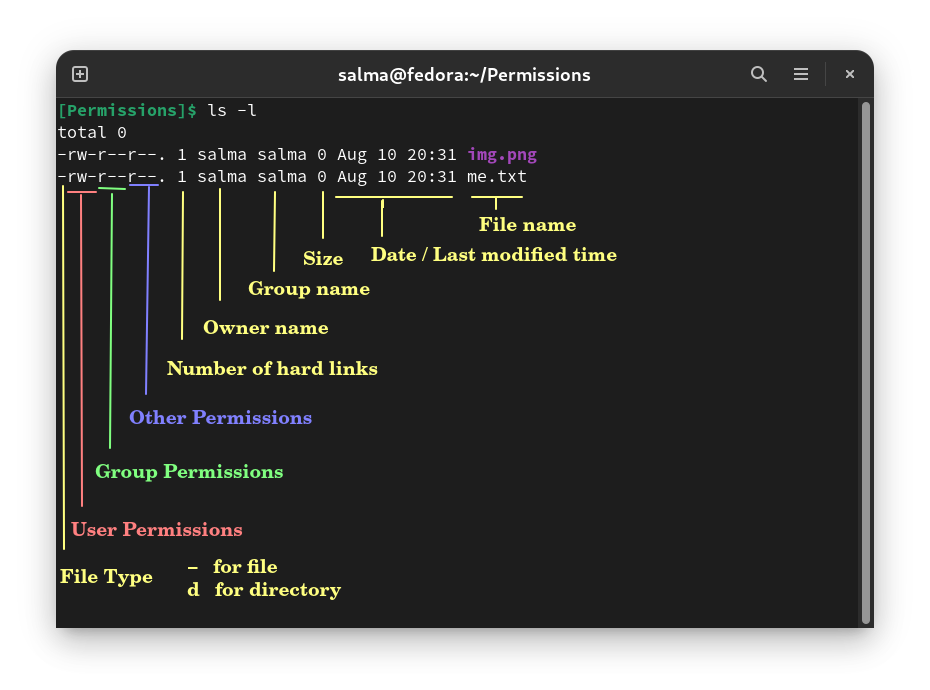 salma@fedora:~/Permissions
[Permissions]$ ls -l
total 0
-rw-r--r--. 1 salma salma 0 Aug 10 20:31 img.png
-rw-r--r--. 1 salma salma 0 Aug 10 20:31 me.txt
File name
Size
Date / Last modified time
Group name
Owner name
Number of hard links
Other Permissions
Group Permissions
User Permissions
File Type
– for file
d for directory